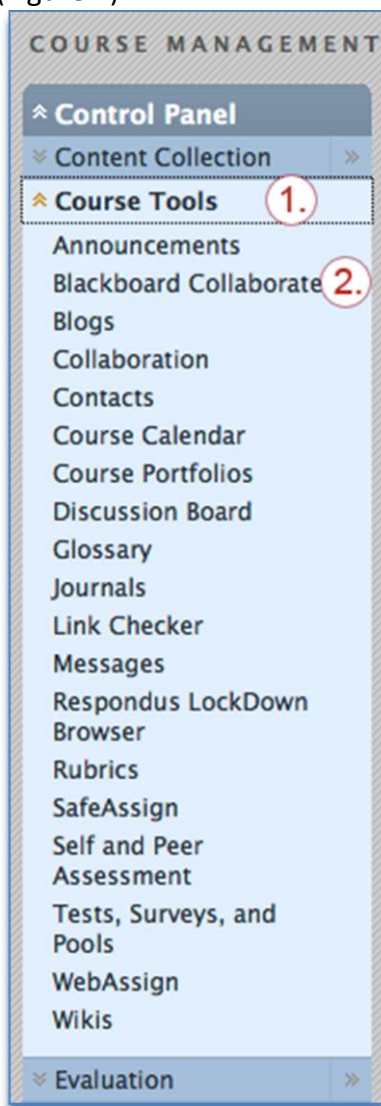 COURSE MANAGEMENT
Control Panel
Content Collection
Course Tools 1.
Announcements
Blackboard Collaborate 2.
Blogs
Collaboration
Contacts
Course Calendar
Course Portfolios
Discussion Board
Glossary
Journals
Link Checker
Messages
Respondus LockDown
Browser
Rubrics
SafeAssign
Self and Peer
Assessment
Tests, Surveys, and
Pools
WebAssign
Wikis
Evaluation